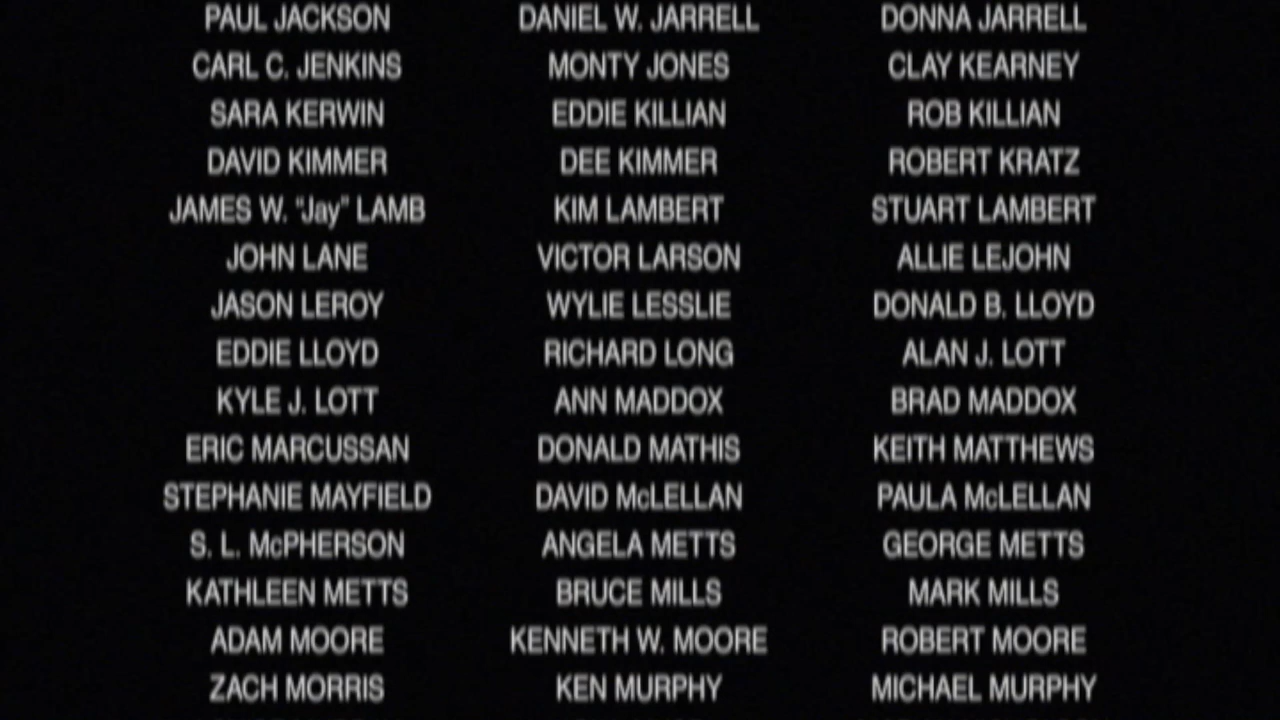 PAUL JACKSON DANIEL W. JARRELL DONNA JARRELL
CARL C. JENKINS MONTY JONES CLAY KEARNEY
SARA KERWIN EDDIE KILLIAN ROB KILLIAN
DAVID KIMMER DEE KIMMER ROBERT KRATZ
JAMES W. "Jay" LAMB KIM LAMBERT STUART LAMBERT
JOHN LANE VICTOR LARSON ALLIE LEJOHN
JASON LEROY WYLIE LESSLIE DONALD B. LLOYD
EDDIE LLOYD RICHARD LONG ALAN J. LOTT
KYLE J. LOTT ANN MADDOX BRAD MADDOX
ERIC MARCUSSAN DONALD MATHIS KEITH MATTHEWS
STEPHANIE MAYFIELD DAVID McLELLAN PAULA McLELLAN
S. L. McPHERSON ANGELA METTS GEORGE METTS
KATHLEEN METTS BRUCE MILLS MARK MILLS
ADAM MOORE KENNETH W. MOORE ROBERT MOORE
ZACH MORRIS KEN MURPHY MICHAEL MURPHY